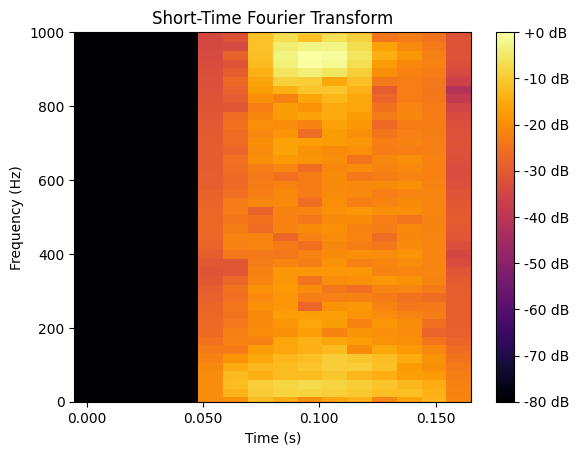 Short-Time Fourier Transform
Frequency (Hz)
1000
800
600
400
200
0
0.000
0.050
0.100
0.150
Time (s)
+0 dB
-10 dB
-20 dB
-30 dB
-40 dB
-50 dB
-60 dB
-70 dB
-80 dB